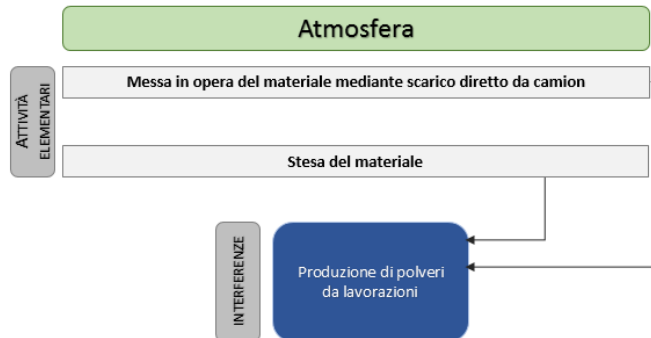 Atmosfera
ATTIVITÀ
ELEMENTARI
Messa in opera del materiale mediante scarico diretto da camion
Stesa del materiale
INTERFERENZE
Produzione di polveri
da lavorazioni